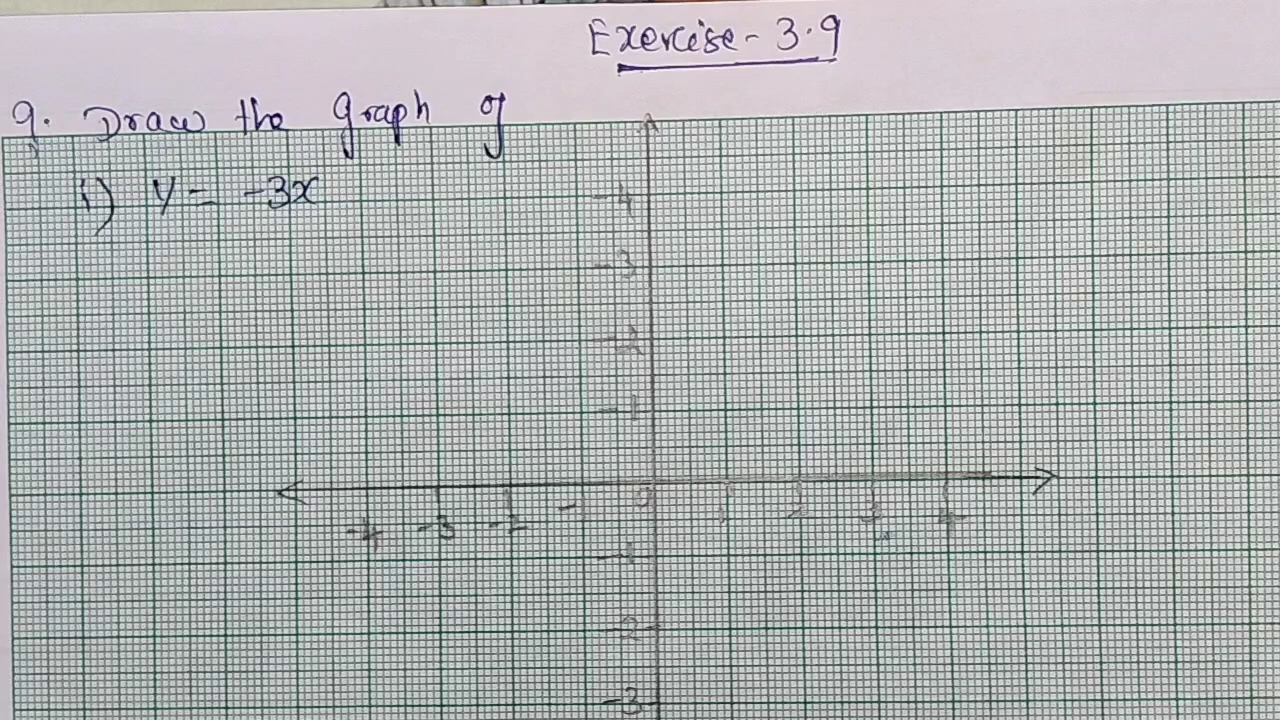 Exercise - 3.9
9. Draw the graph of
i) y = -3x
-4
-3
-2
-1
-4 -3 -2 -1 0 1 2 3 4
-1
-2
-3